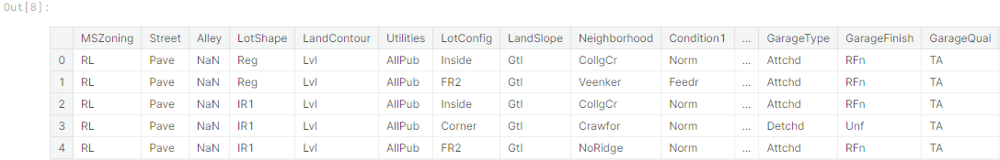 Out[8]:
MSZoning Street Alley LotShape LandContour Utilities LotConfig LandSlope Neighborhood Condition1 ... GarageType GarageFinish GarageQual
0 RL Pave NaN Reg Lvl AllPub Inside Gtl CollgCr Norm ... Attchd RFn TA
1 RL Pave NaN Reg Lvl AllPub FR2 Gtl Veenker Feedr ... Attchd RFn TA
2 RL Pave NaN IR1 Lvl AllPub Inside Gtl CollgCr Norm ... Attchd RFn TA
3 RL Pave NaN IR1 Lvl AllPub Corner Gtl Crawfor Norm ... Detchd Unf TA
4 RL Pave NaN IR1 Lvl AllPub FR2 Gtl NoRidge Norm ... Attchd RFn TA